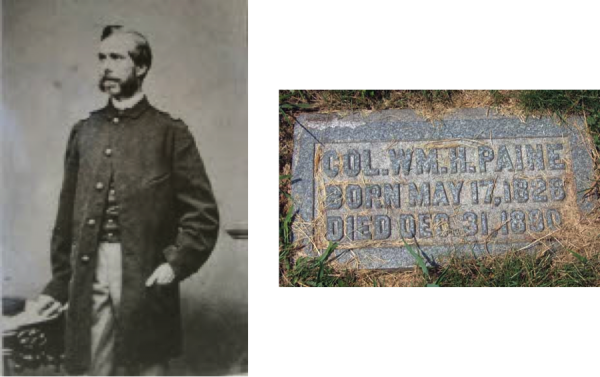 COL. WM. H. PAINE
BORN MAY 17, 1828
DIED DEC. 31, 1890